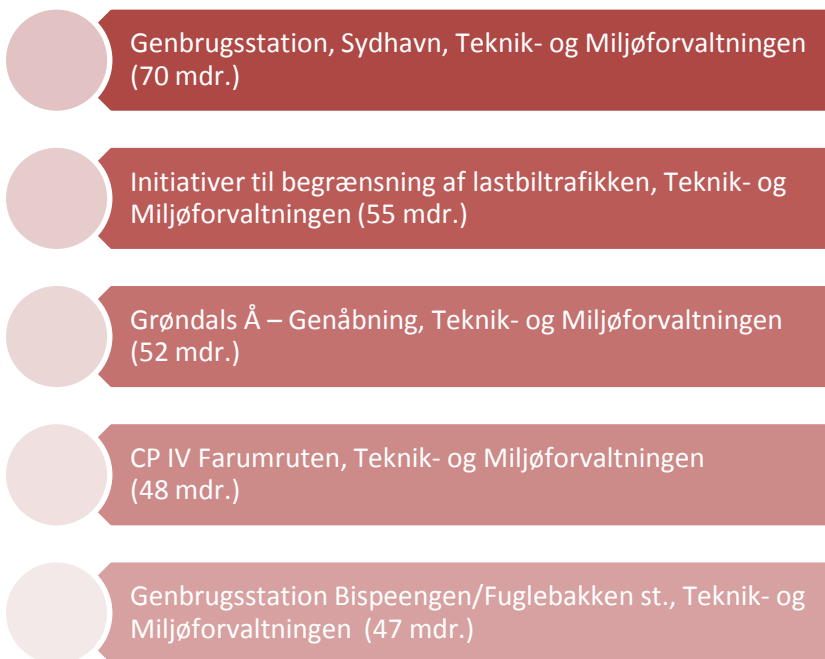 Genbrugsstation, Sydhavn, Teknik- og Miljøforvaltningen
(70 mdr.)
Initiativer til begrænsning af lastbiltrafikken, Teknik- og
Miljøforvaltningen (55 mdr.)
Grøndals Å – Genåbning, Teknik- og Miljøforvaltningen
(52 mdr.)
CP IV Farumruten, Teknik- og Miljøforvaltningen
(48 mdr.)
Genbrugsstation Bispeengen/Fuglebakken st., Teknik- og
Miljøforvaltningen (47 mdr.)